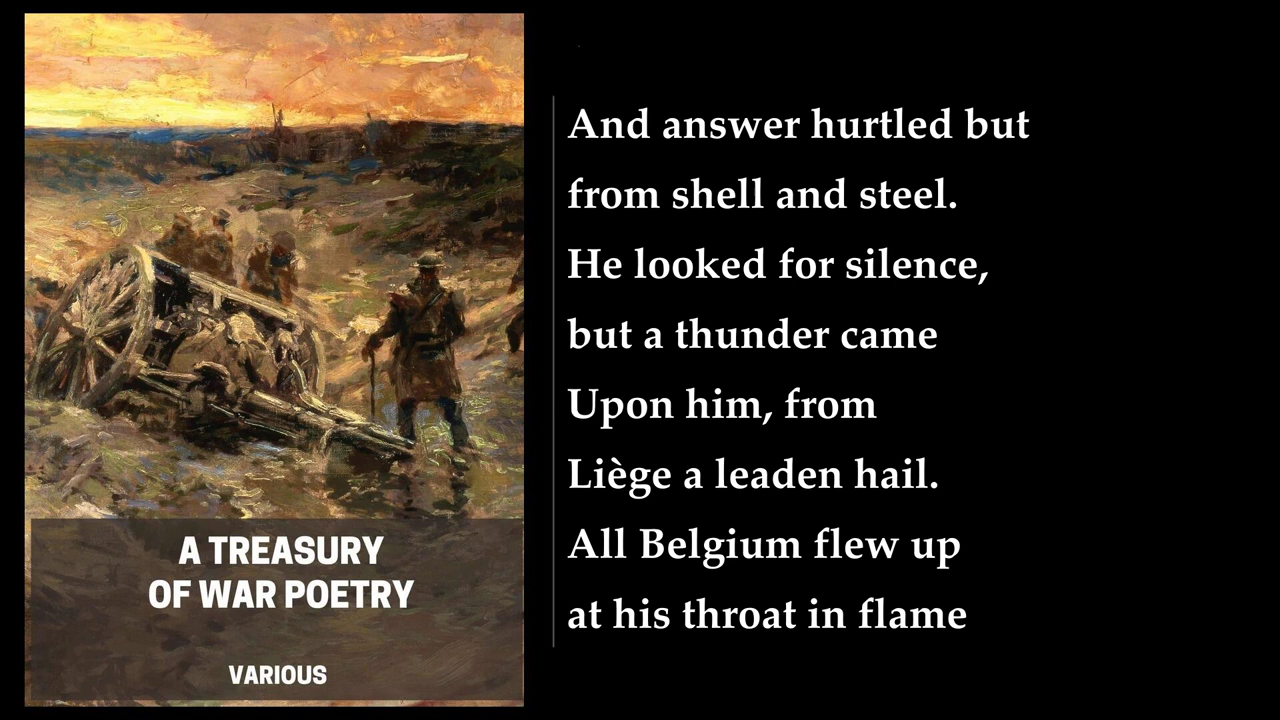 A TREASURY
OF WAR POETRY
VARIOUS
And answer hurtled but
from shell and steel.
He looked for silence,
but a thunder came
Upon him, from
Liège a leaden hail.
All Belgium flew up
at his throat in flame